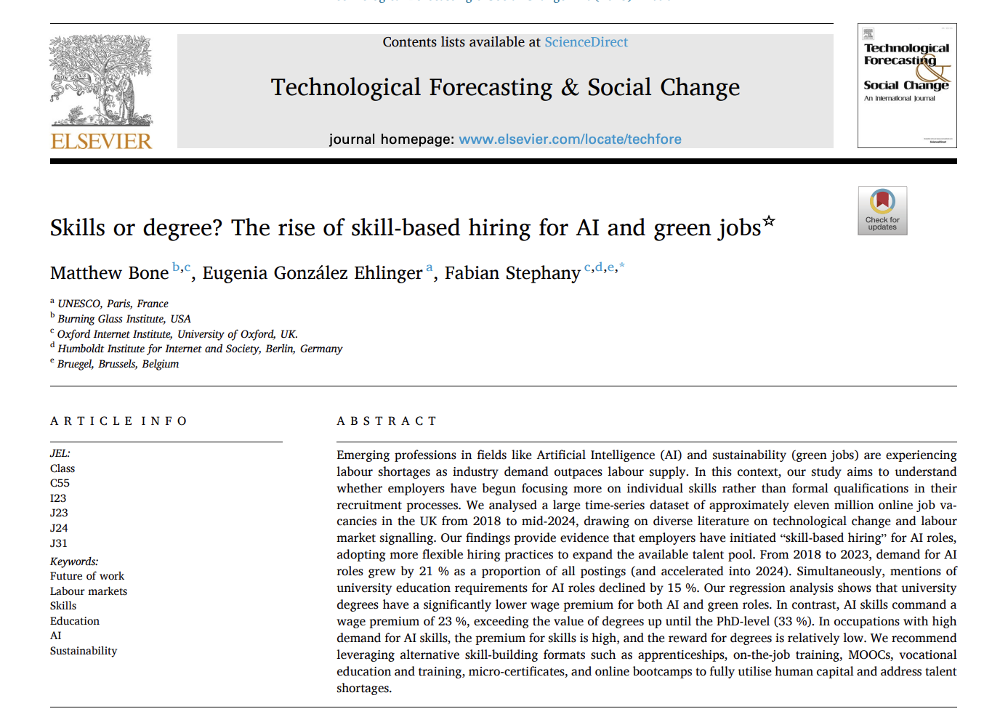 Contents lists available at ScienceDirect
Technological Forecasting & Social Change
journal homepage: www.elsevier.com/locate/techfore
NON SOLUS
ELSEVIER
Technological
Forecasting
&
Social Change
An International Journal
Check for
updates
Skills or degree? The rise of skill-based hiring for AI and green jobs☆
Matthew Bone b,c, Eugenia González Ehlinger a, Fabian Stephany c,d,e,*
a UNESCO, Paris, France
b Burning Glass Institute, USA
c Oxford Internet Institute, University of Oxford, UK.
d Humboldt Institute for Internet and Society, Berlin, Germany
e Bruegel, Brussels, Belgium
A R T I C L E I N F O
JEL:
Class
C55
I23
J23
J24
J31
Keywords:
Future of work
Labour markets
Skills
Education
AI
Sustainability
A B S T R A C T
Emerging professions in fields like Artificial Intelligence (AI) and sustainability (green jobs) are experiencing
labour shortages as industry demand outpaces labour supply. In this context, our study aims to understand
whether employers have begun focusing more on individual skills rather than formal qualifications in their
recruitment processes. We analysed a large time-series dataset of approximately eleven million online job va-
cancies in the UK from 2018 to mid-2024, drawing on diverse literature on technological change and labour
market signalling. Our findings provide evidence that employers have initiated “skill-based hiring” for AI roles,
adopting more flexible hiring practices to expand the available talent pool. From 2018 to 2023, demand for AI
roles grew by 21 % as a proportion of all postings (and accelerated into 2024). Simultaneously, mentions of
university education requirements for AI roles declined by 15 %. Our regression analysis shows that university
degrees have a significantly lower wage premium for both AI and green roles. In contrast, AI skills command a
wage premium of 23 %, exceeding the value of degrees up until the PhD-level (33 %). In occupations with high
demand for AI skills, the premium for skills is high, and the reward for degrees is relatively low. We recommend
leveraging alternative skill-building formats such as apprenticeships, on-the-job training, MOOCs, vocational
education and training, micro-certificates, and online bootcamps to fully utilise human capital and address talent
shortages.